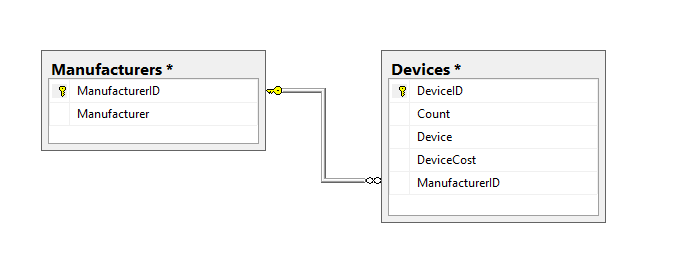 Manufacturers *
ManufacturerID
Manufacturer
Devices *
DeviceID
Count
Device
DeviceCost
ManufacturerID